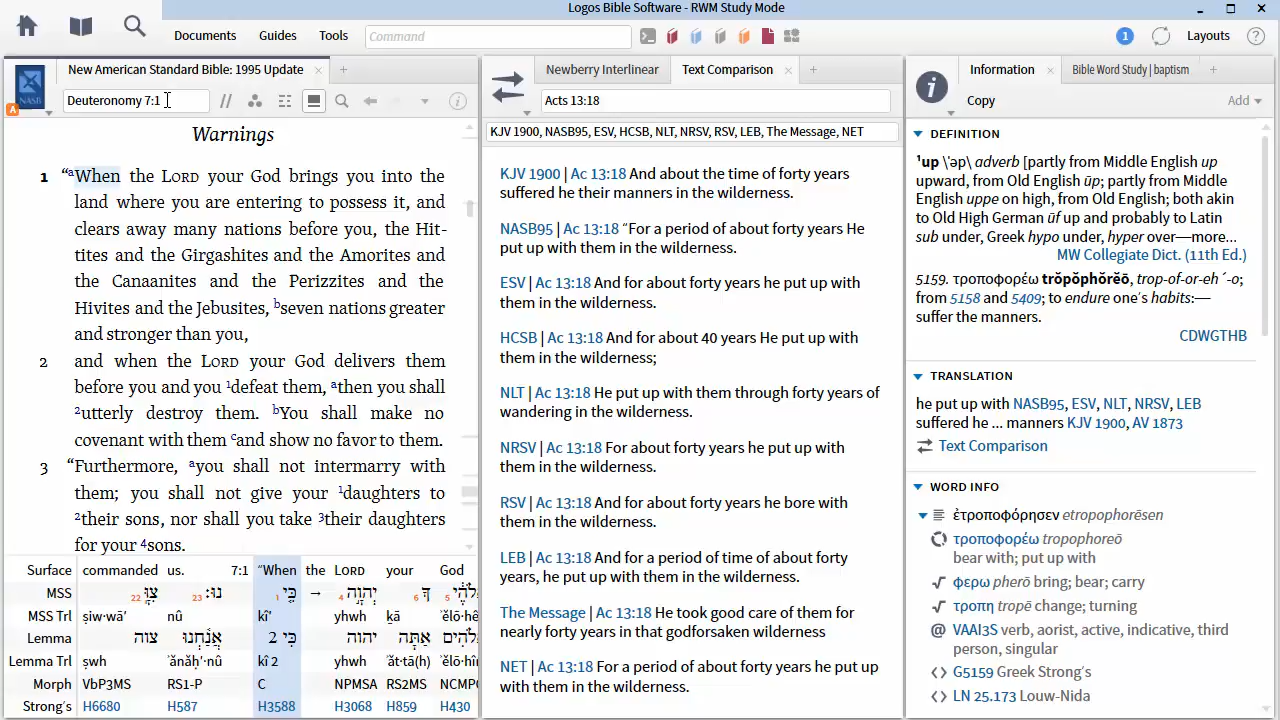 Logos Bible Software - RWM Study Mode
Documents Guides Tools Command 1 Layouts
New American Standard Bible: 1995 Update
Deuteronomy 7:1
NASB
A
Warnings
1 “ᵃWhen the LORD your God brings you into the
land where you are entering to possess it, and
clears away many nations before you, the Hit-
tites and the Girgashites and the Amorites and
the Canaanites and the Perizzites and the
Hivites and the Jebusites, ᵇseven nations greater
and stronger than you,
2 and when the LORD your God delivers them
before you and you ¹defeat them, ᵃthen you shall
²utterly destroy them. ᵇYou shall make no
covenant with them ᶜand show no favor to them.
3 “Furthermore, ᵃyou shall not intermarry with
them; you shall not give your ¹daughters to
²their sons, nor shall you take ³their daughters
for your ⁴sons.
Surface commanded us. 7:1 “When the LORD your God
MSS 22 צִוָּ֖ 23 נוּ׃ 1 כִּ֤י → 4 יְהוָ֣ה 6 ךָ 5
MSS Trl ṣiw·wā’ nû kî’ yhwh kā
Lemma צוה אֲנַ֫חְנוּ כִּי 2 יהוה אַתָּה
Lemma Trl ṣwh kî 2 yhwh
Morph VbP3MS RS1-P C NPMSA RS2MS
Strong's H6680 H587 H3588 H3068 H859 H430
Newberry Interlinear Text Comparison
Acts 13:18
KJV 1900, NASB95, ESV, HCSB, NLT, NRSV, RSV, LEB, The Message, NET
KJV 1900 | Ac 13:18 And about the time of forty years
suffered he their manners in the wilderness.
NASB95 | Ac 13:18 “For a period of about forty years He
put up with them in the wilderness.
ESV | Ac 13:18 And for about forty years he put up with
them in the wilderness.
HCSB | Ac 13:18 And for about 40 years He put up with
them in the wilderness;
NLT | Ac 13:18 He put up with them through forty years of
wandering in the wilderness.
NRSV | Ac 13:18 For about forty years he put up with
them in the wilderness.
RSV | Ac 13:18 And for about forty years he bore with
them in the wilderness.
LEB | Ac 13:18 And for a period of time of about forty
years, he put up with them in the wilderness.
The Message | Ac 13:18 He took good care of them for
nearly forty years in that godforsaken wilderness
NET | Ac 13:18 For a period of about forty years he put up
with them in the wilderness.
Information Bible Word Study | baptism
Copy Add
DEFINITION
¹up \ˈəp\ adverb [partly from Middle English up
upward, from Old English ūp; partly from Middle
English uppe on high, from Old English; both akin
to Old High German ūf up and probably to Latin
sub under, Greek hypo under, hyper over—more...
MW Collegiate Dict. (11th Ed.)
5159. τροποφορέω trŏpŏphŏrĕō, trop-of-or-eh´-o;
from 5158 and 5409; to endure one's habits:—
suffer the manners.
CDWGTHB
TRANSLATION
he put up with NASB95, ESV, NLT, NRSV, LEB
suffered he ... manners KJV 1900, AV 1873
Text Comparison
WORD INFO
ἐτροποφόρησεν etropophorēsen
τροποφορέω tropophoreō
bear with; put up with
φερω pherō bring; bear; carry
τροπη tropē change; turning
@ VAAI3S verb, aorist, active, indicative, third
person, singular
G5159 Greek Strong's
LN 25.173 Louw-Nida